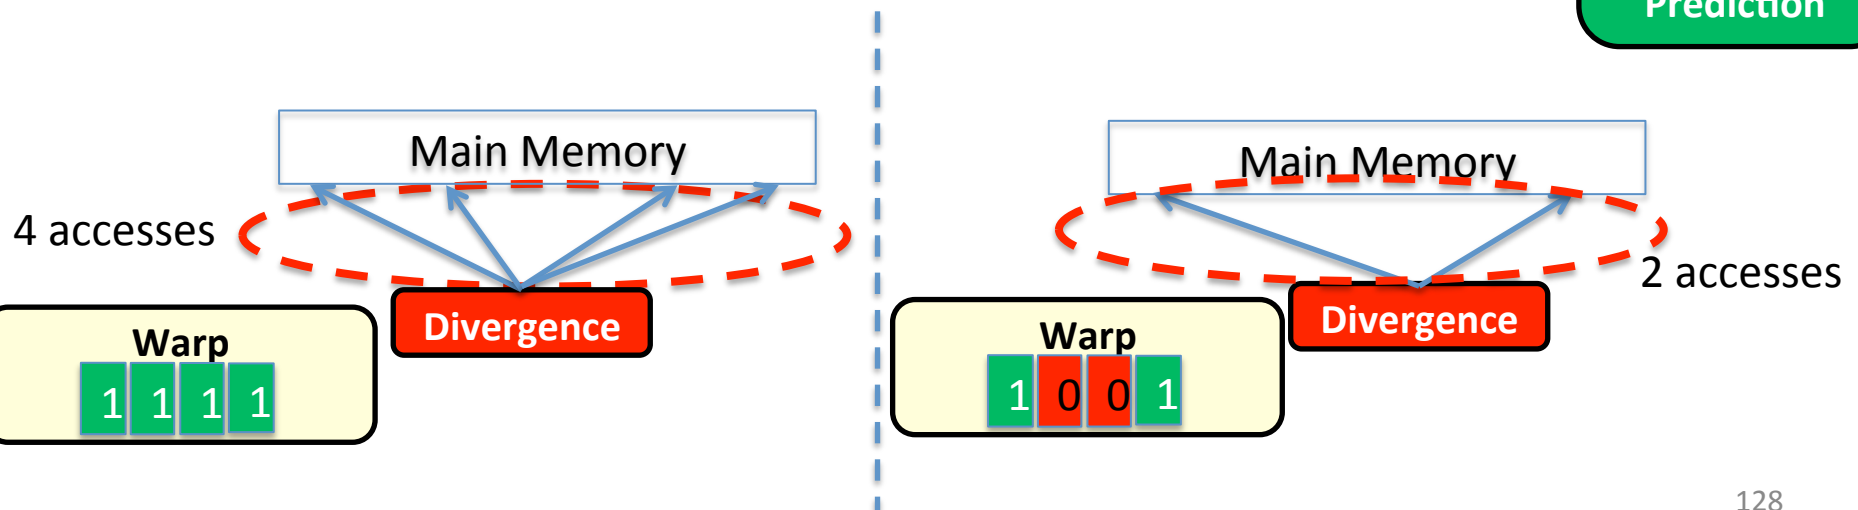 Prediction
Main Memory
4 accesses
Divergence
Warp
1 1 1 1
Main Memory
2 accesses
Divergence
Warp
1 0 0 1
128